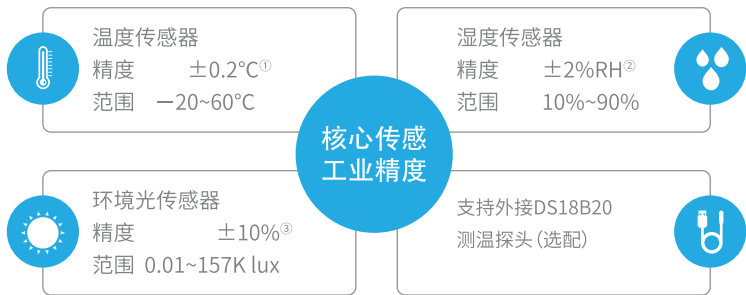 温度传感器
精度 ±0.2℃①
范围 －20~60℃
湿度传感器
精度 ±2%RH②
范围 10%~90%
核心传感
工业精度
环境光传感器
精度 ±10%③
范围 0.01~157K lux
支持外接DS18B20
测温探头（选配）